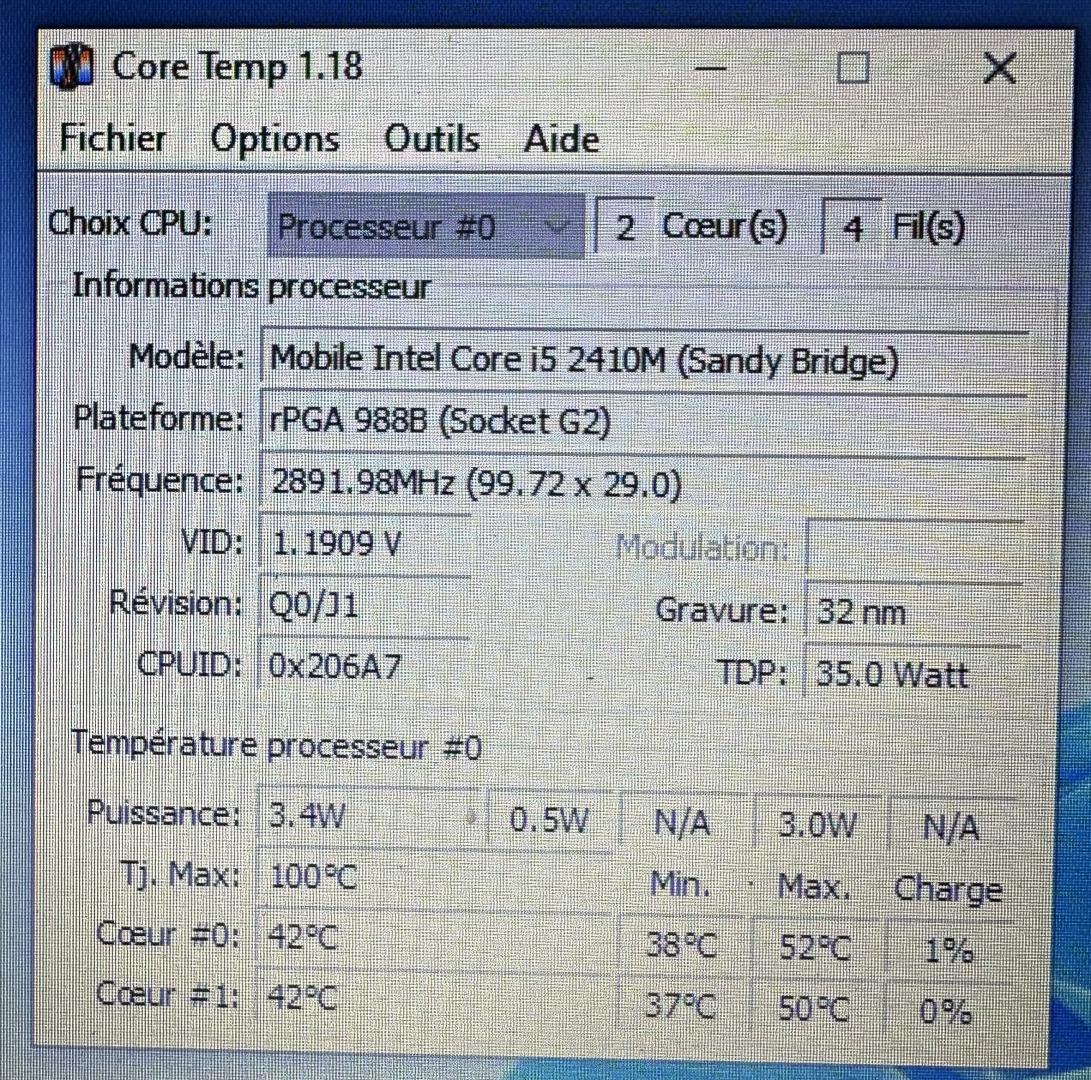 Core Temp 1.18
Fichier Options Outils Aide
Choix CPU: Processeur #0 2 Cœur(s) 4 Fil(s)
Informations processeur
Modèle: Mobile Intel Core i5 2410M (Sandy Bridge)
Plateforme: rPGA 988B (Socket G2)
Fréquence: 2891.98MHz (99.72 x 29.0)
VID: 1.1909 V Modulation:
Révision: Q0/J1 Gravure: 32 nm
CPUID: 0x206A7 TDP: 35.0 Watt
Température processeur #0
Puissance: 3.4W 0.5W N/A 3.0W N/A
Tj. Max: 100°C Min. Max. Charge
Cœur #0: 42°C 38°C 52°C 1%
Cœur #1: 42°C 37°C 50°C 0%